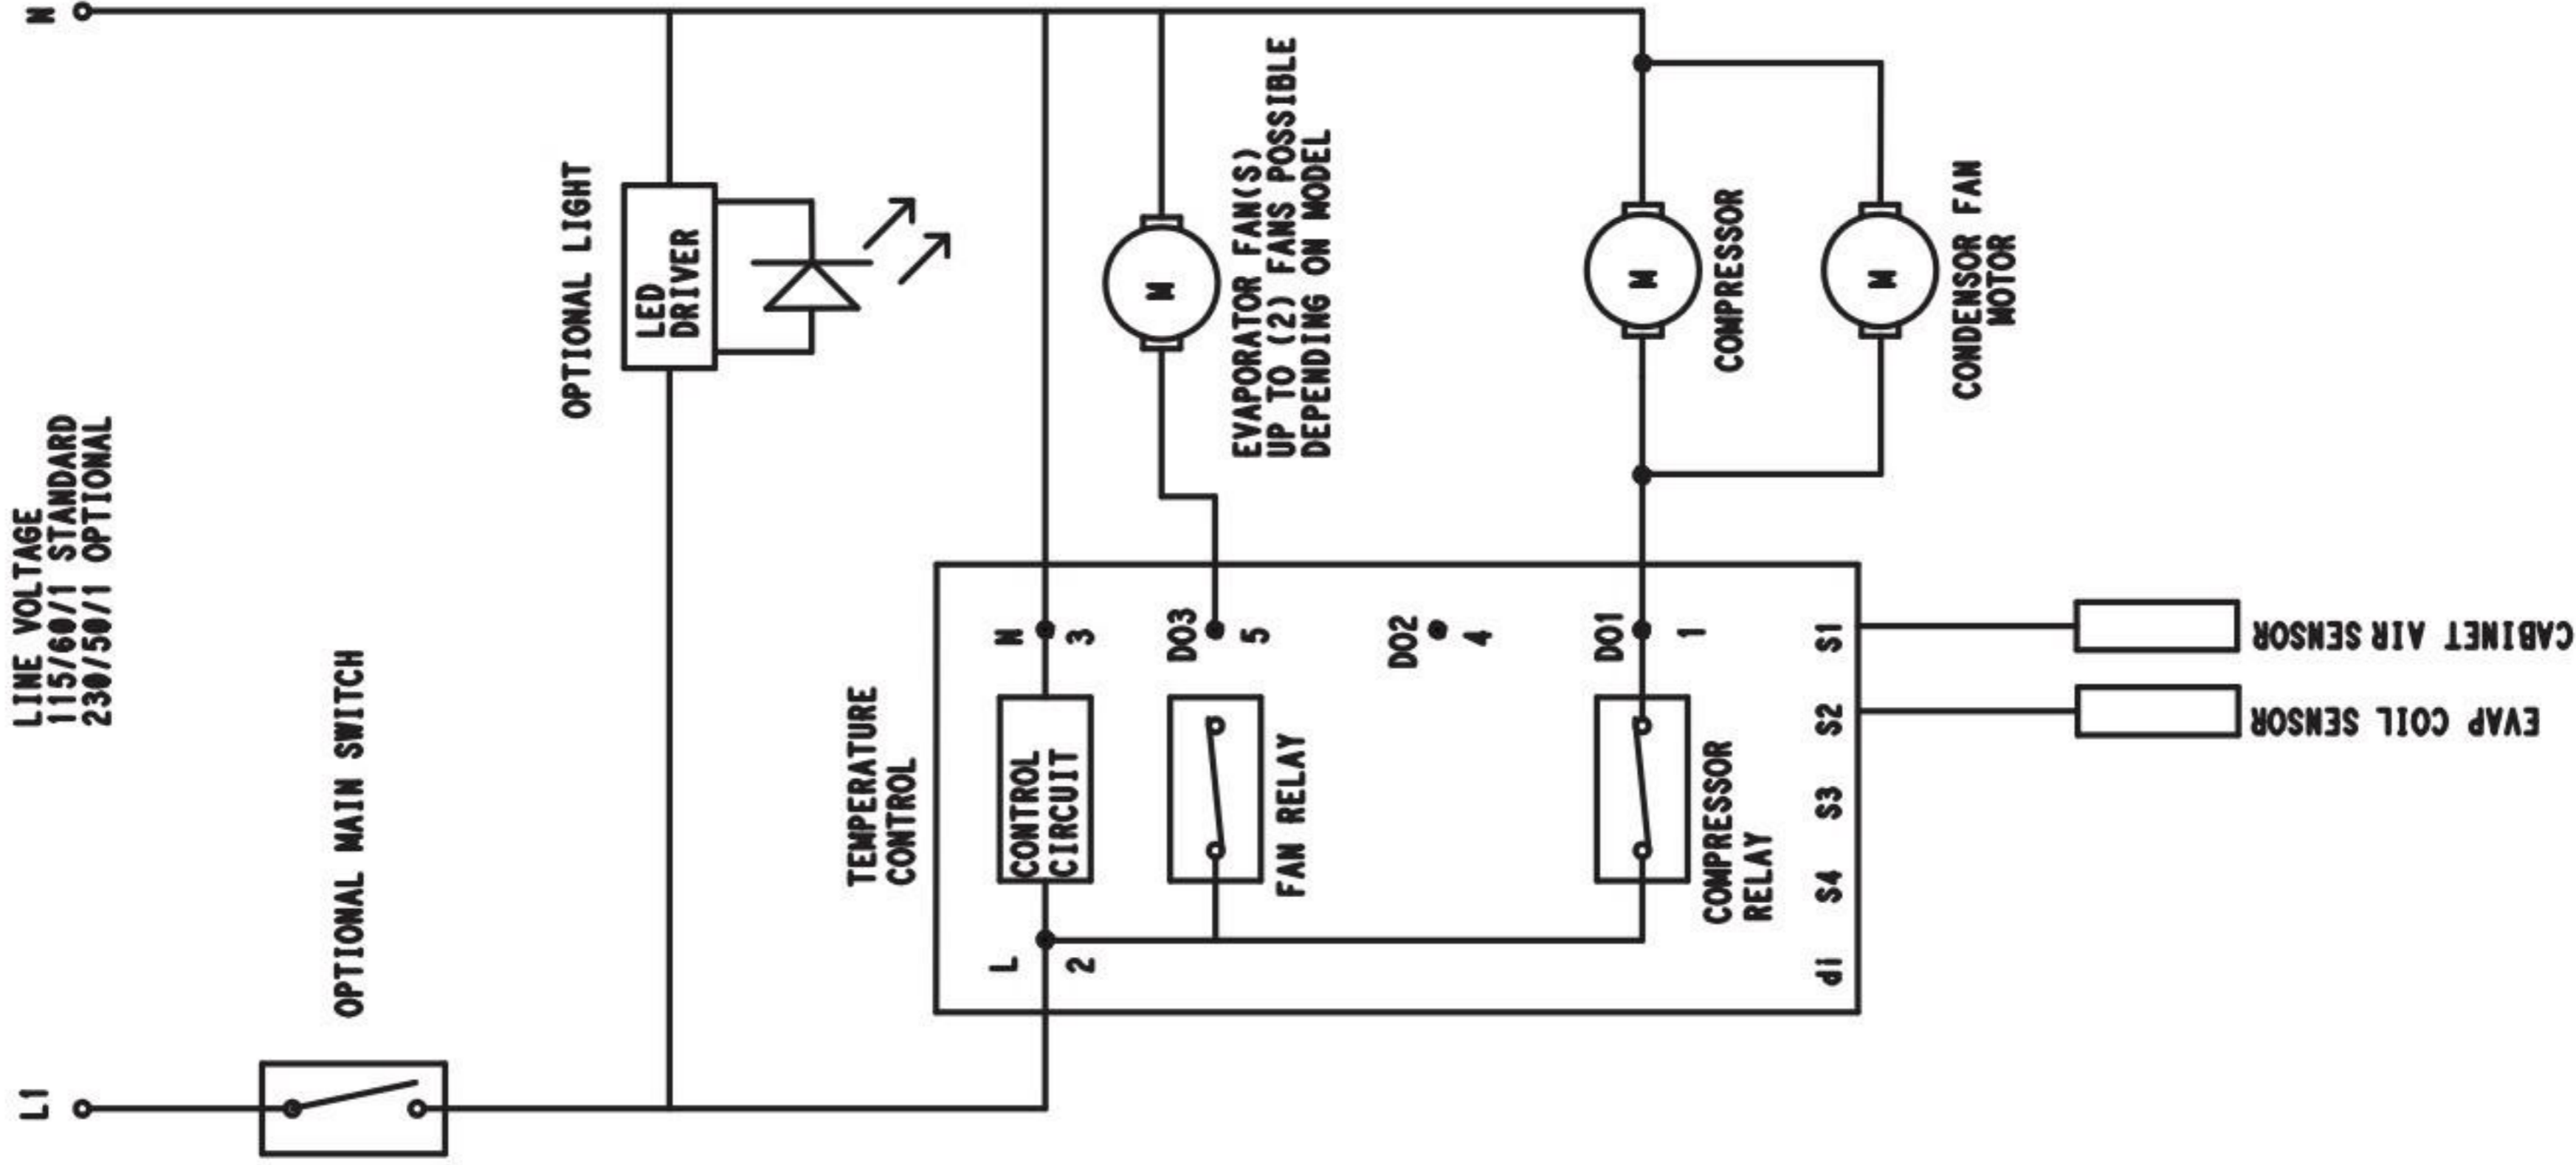 LINE VOLTAGE
115/60/1 STANDARD
230/50/1 OPTIONAL
L1
N
OPTIONAL MAIN SWITCH
OPTIONAL LIGHT
LED
DRIVER
TEMPERATURE
CONTROL
L
2
CONTROL
CIRCUIT
N
3
M
EVAPORATOR FAN(S)
UP TO (2) FANS POSSIBLE
DEPENDING ON MODEL
FAN RELAY
DO3
5
DO2
4
COMPRESSOR
RELAY
DO1
1
M
COMPRESSOR
M
CONDENSOR FAN
MOTOR
di
S4
S3
S2
S1
EVAP COIL SENSOR
CABINET AIR SENSOR